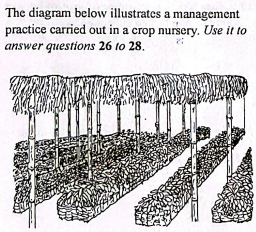 The diagram below illustrates a management
practice carried out in a crop nursery. Use it to
answer questions 26 to 28.